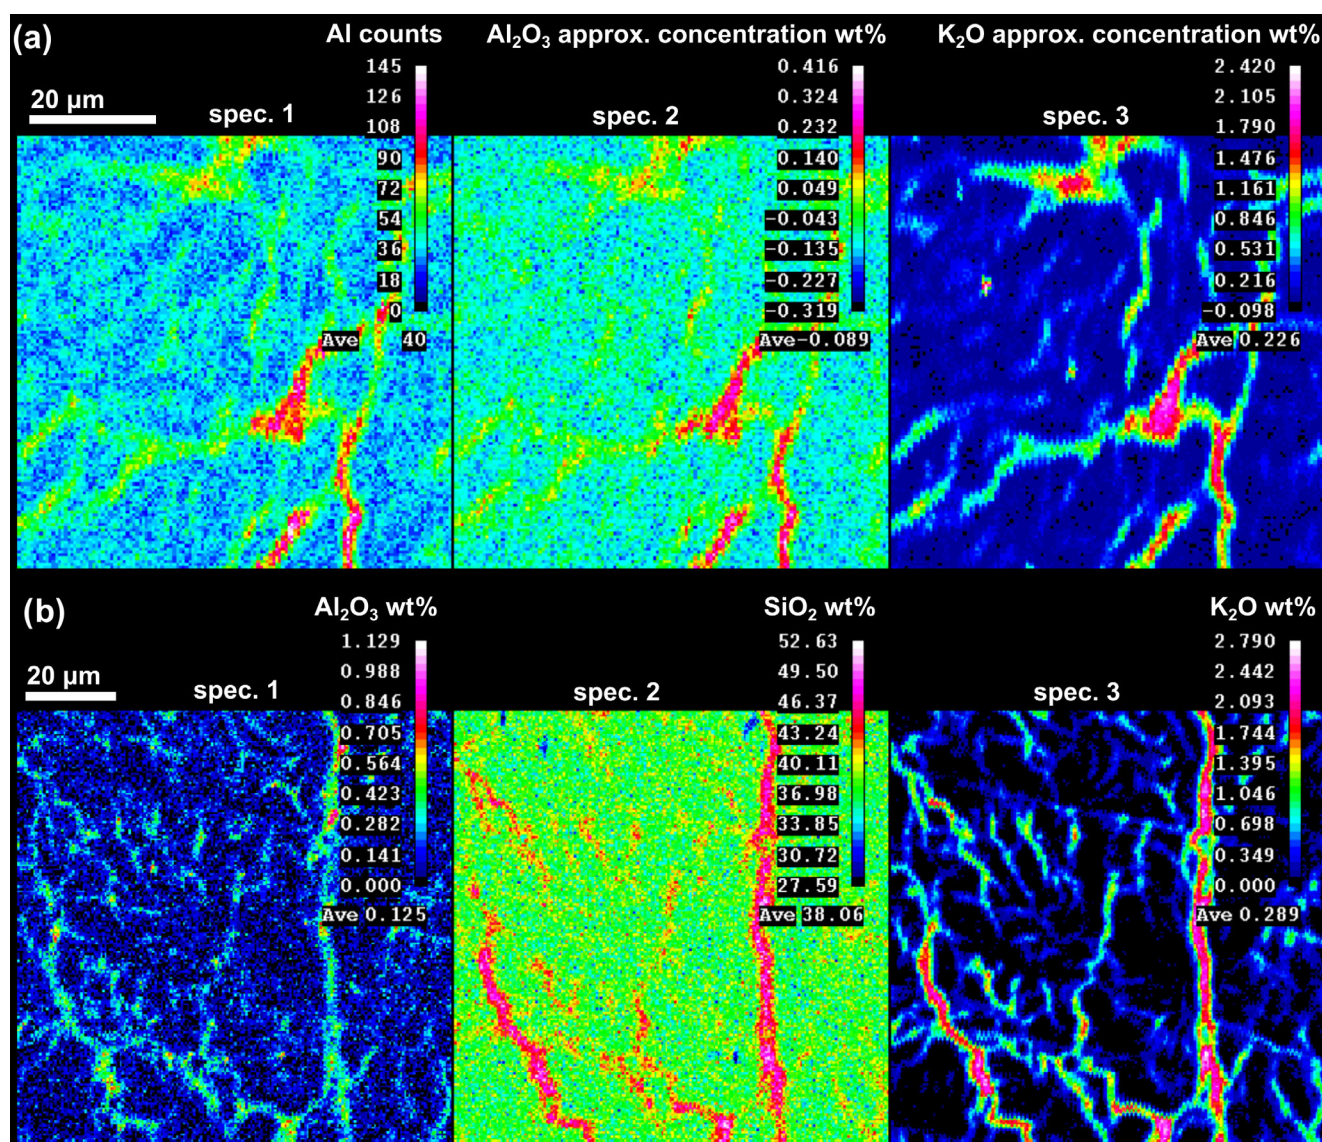 (a)
Al counts
Al₂O₃ approx. concentration wt%
K₂O approx. concentration wt%
20 µm
spec. 1
145
126
108
90
72
54
36
18
0
Ave 40
spec. 2
0.416
0.324
0.232
0.140
0.049
-0.043
-0.135
-0.227
-0.319
Ave-0.089
spec. 3
2.420
2.105
1.790
1.476
1.161
0.846
0.531
0.216
-0.098
Ave 0.226
(b)
Al₂O₃ wt%
SiO₂ wt%
K₂O wt%
20 µm
spec. 1
1.129
0.988
0.846
0.705
0.564
0.423
0.282
0.141
0.000
Ave 0.125
spec. 2
52.63
49.50
46.37
43.24
40.11
36.98
33.85
30.72
27.59
Ave 38.06
spec. 3
2.790
2.442
2.093
1.744
1.395
1.046
0.698
0.349
0.000
Ave 0.289